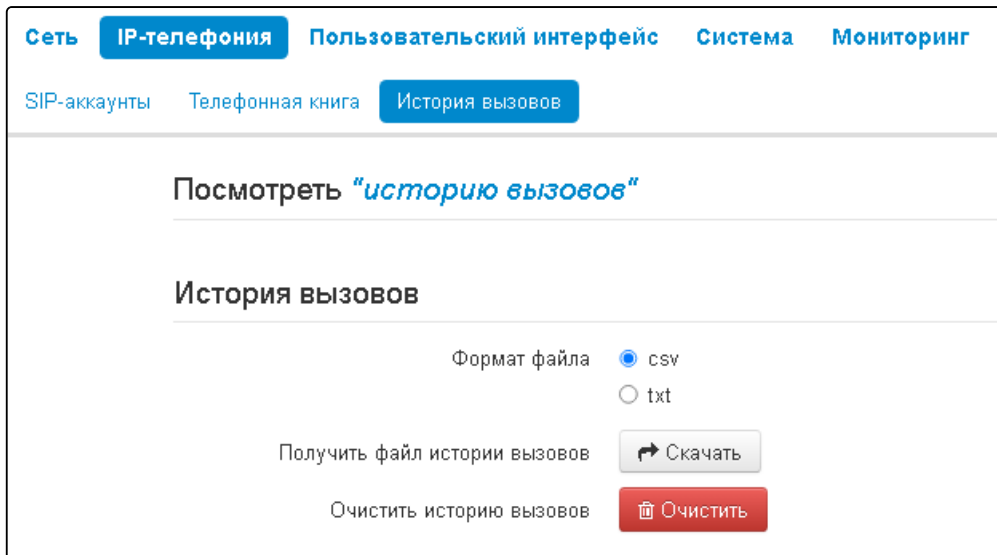 Сеть IP-телефония Пользовательский интерфейс Система Мониторинг
SIP-аккаунты Телефонная книга История вызовов
Посмотреть "историю вызовов"
История вызовов
Формат файла csv
txt
Получить файл истории вызовов Скачать
Очистить историю вызовов Очистить